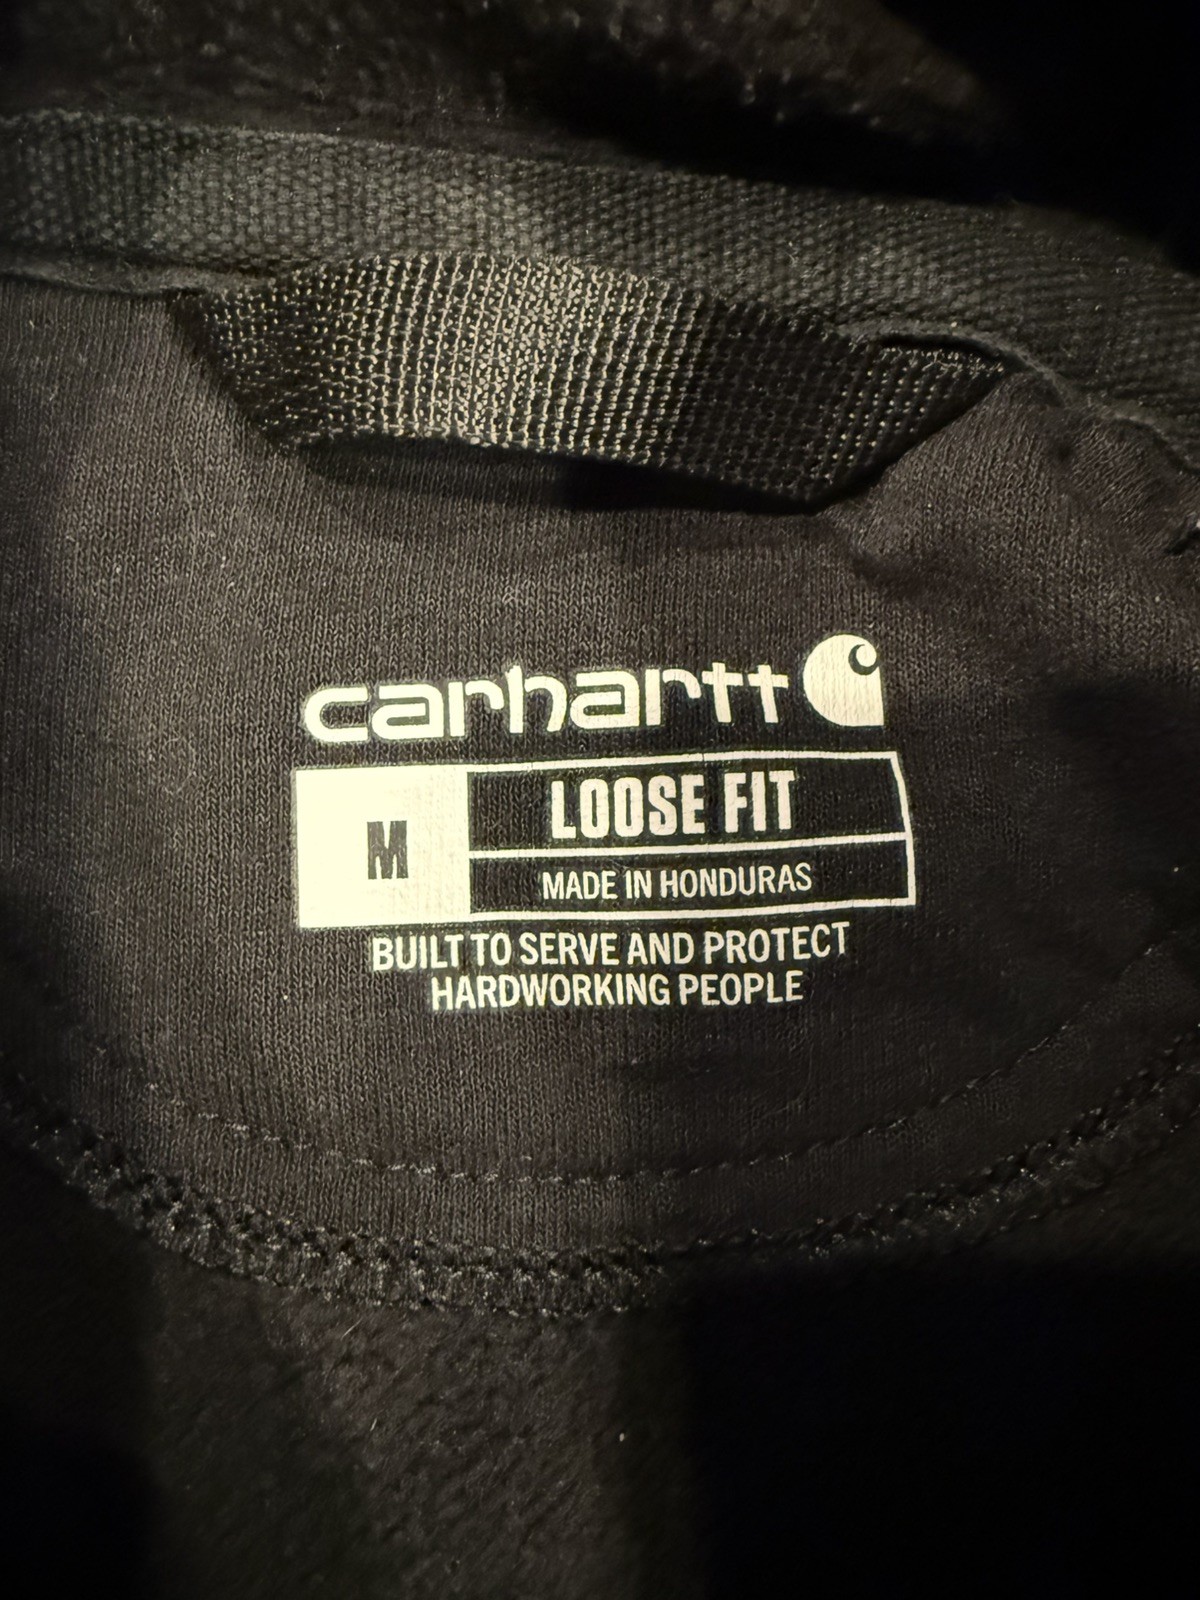 carhartt
M
LOOSE FIT
MADE IN HONDURAS
BUILT TO SERVE AND PROTECT
HARDWORKING PEOPLE